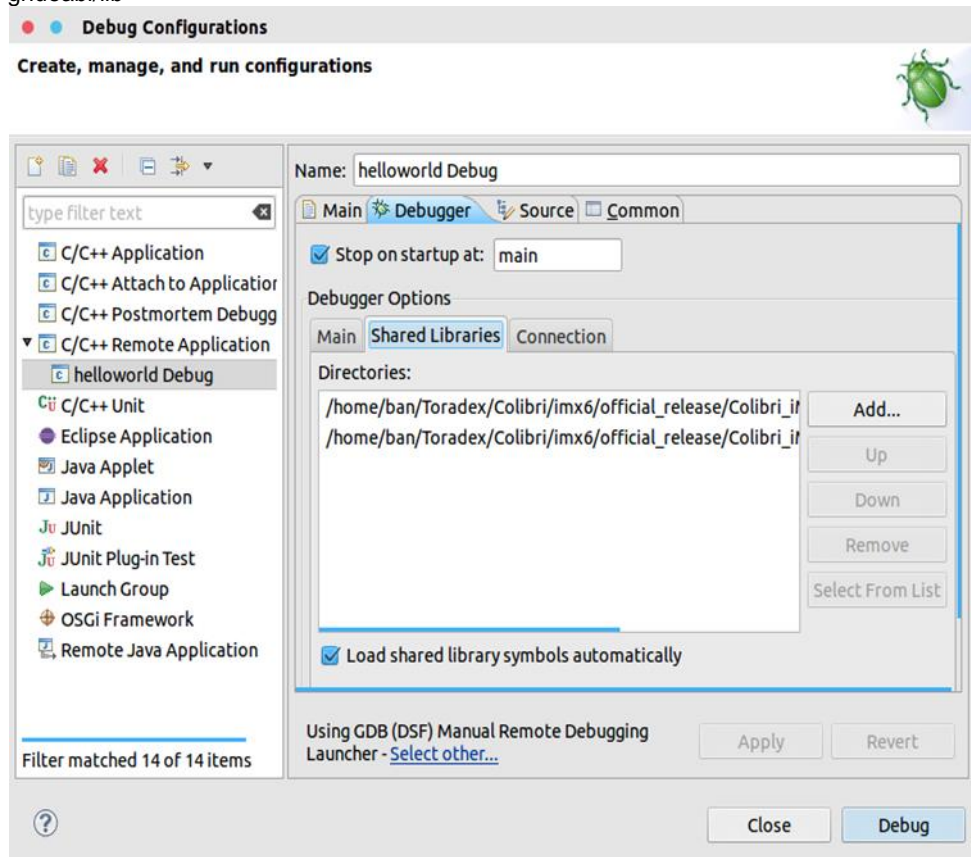 Debug Configurations
Create, manage, and run configurations
type filter text
C/C++ Application
C/C++ Attach to Application
C/C++ Postmortem Debugg
C/C++ Remote Application
helloworld Debug
C/C++ Unit
Eclipse Application
Java Applet
Java Application
JUnit
JUnit Plug-in Test
Launch Group
OSGi Framework
Remote Java Application
Filter matched 14 of 14 items
Name: helloworld Debug
Main Debugger Source Common
Stop on startup at: main
Debugger Options
Main Shared Libraries Connection
Directories:
/home/ban/Toradex/Colibri/imx6/official_release/Colibri_i
/home/ban/Toradex/Colibri/imx6/official_release/Colibri_i
Add...
Up
Down
Remove
Select From List
Load shared library symbols automatically
Using GDB (DSF) Manual Remote Debugging
Launcher - Select other...
Apply Revert
Close Debug